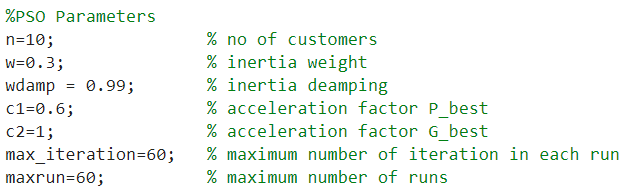 %PSO Parameters
n=10; % no of customers
w=0.3; % inertia weight
wdamp = 0.99; % inertia deamping
c1=0.6; % acceleration factor P_best
c2=1; % acceleration factor G_best
max_iteration=60; % maximum number of iteration in each run
maxrun=60; % maximum number of runs